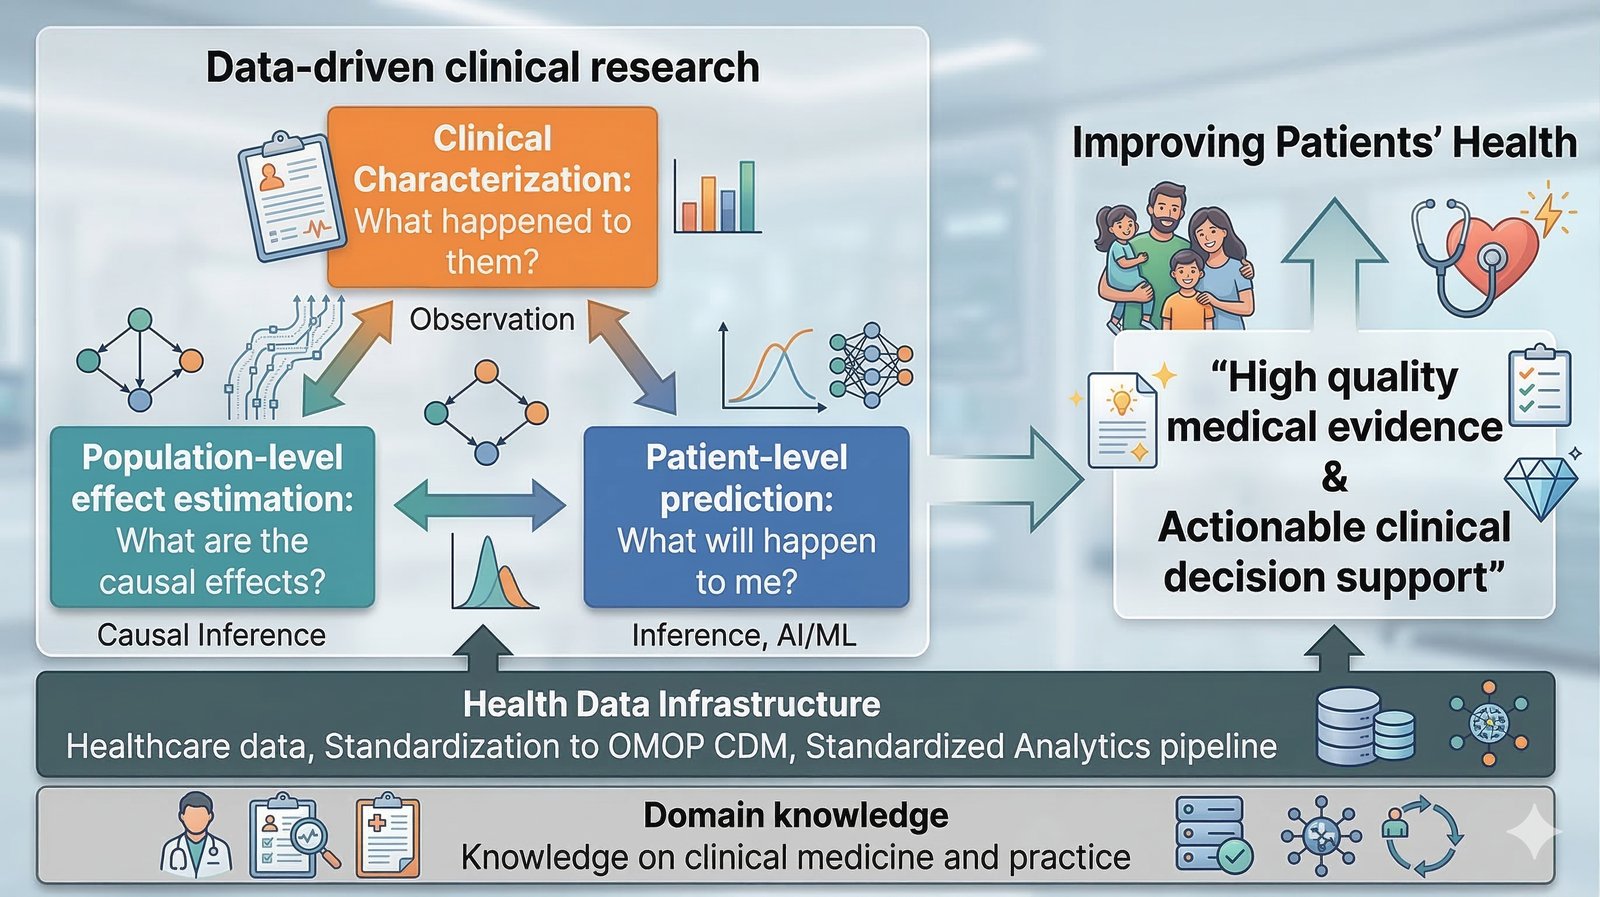 Data-driven clinical research
Clinical
Characterization:
What happened to
them?
Observation
Population-level
effect estimation:
What are the
causal effects?
Causal Inference
Patient-level
prediction:
What will happen
to me?
Inference, AI/ML
Improving Patients’ Health
“High quality
medical evidence
&
Actionable clinical
decision support”
Health Data Infrastructure
Healthcare data, Standardization to OMOP CDM, Standardized Analytics pipeline
Domain knowledge
Knowledge on clinical medicine and practice